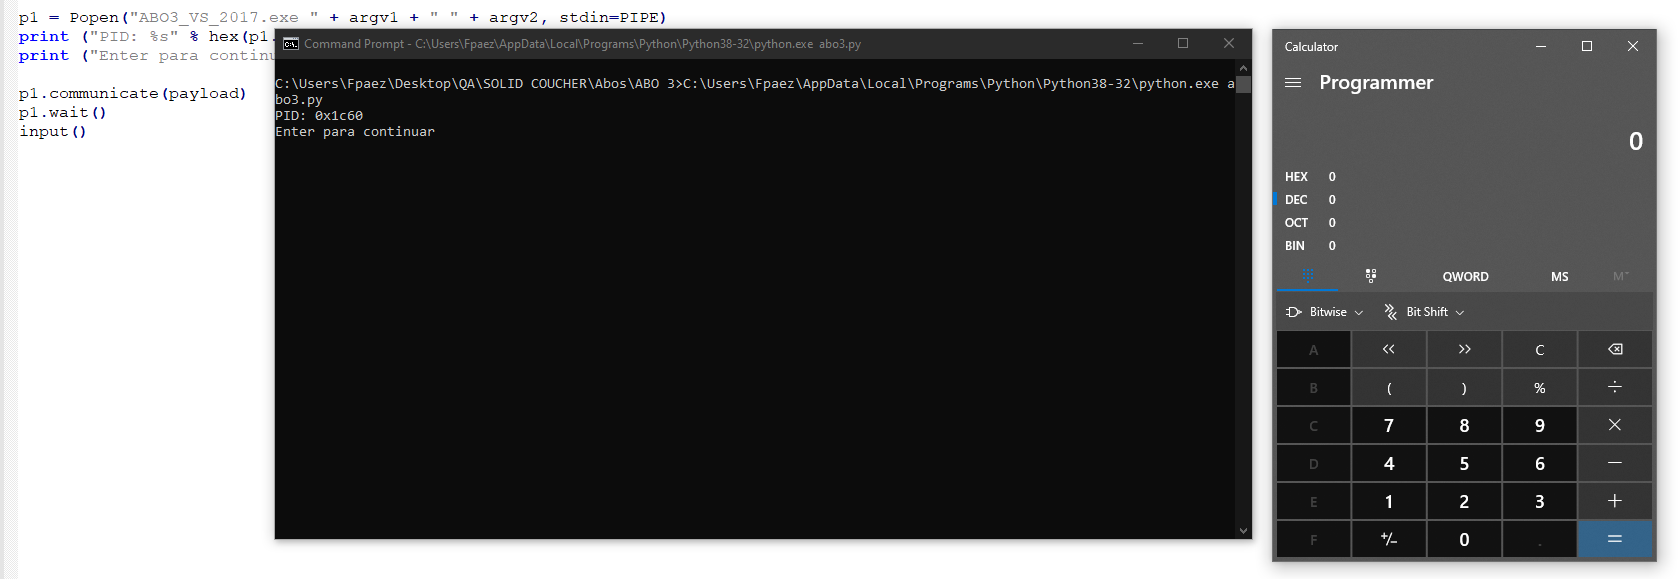 p1 = Popen("ABO3_VS_2017.exe " + argv1 + " " + argv2, stdin=PIPE)
print ("PID: %s" % hex(p1.
print ("Enter para continu
p1.communicate(payload)
p1.wait()
input()
Command Prompt - C:\Users\Fpaez\AppData\Local\Programs\Python\Python38-32\python.exe abo3.py
C:\Users\Fpaez\Desktop\QA\SOLID COUCHER\Abos\ABO 3>C:\Users\Fpaez\AppData\Local\Programs\Python\Python38-32\python.exe a
bo3.py
PID: 0x1c60
Enter para continuar
Calculator
Programmer
0
HEX 0
DEC 0
OCT 0
BIN 0
QWORD MS M˅
Bitwise Bit Shift
A << >> C
B ( ) % ÷
C 7 8 9 ×
D 4 5 6 −
E 1 2 3 +
F +/− 0 . =